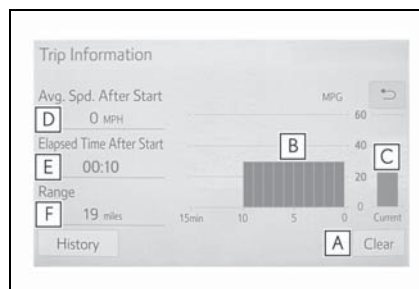 Trip Information
Avg. Spd. After Start
MPG
D
0 MPH
60
Elapsed Time After Start
B
40
C
E
00:10
20
Range
F
19 miles
15min
10
5
0
0
Current
History
A
Clear